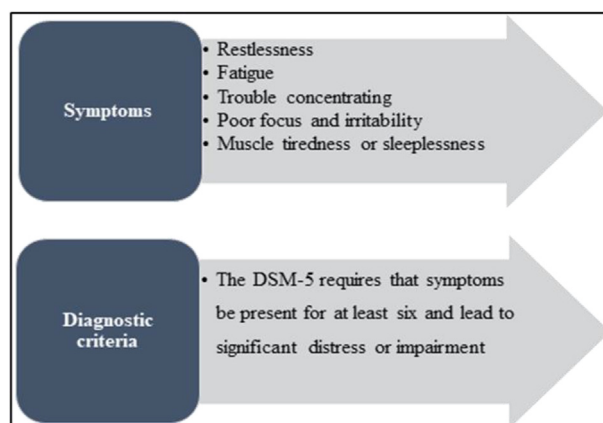 Symptoms
• Restlessness
• Fatigue
• Trouble concentrating
• Poor focus and irritability
• Muscle tiredness or sleeplessness
Diagnostic
criteria
• The DSM-5 requires that symptoms
be present for at least six and lead to
significant distress or impairment